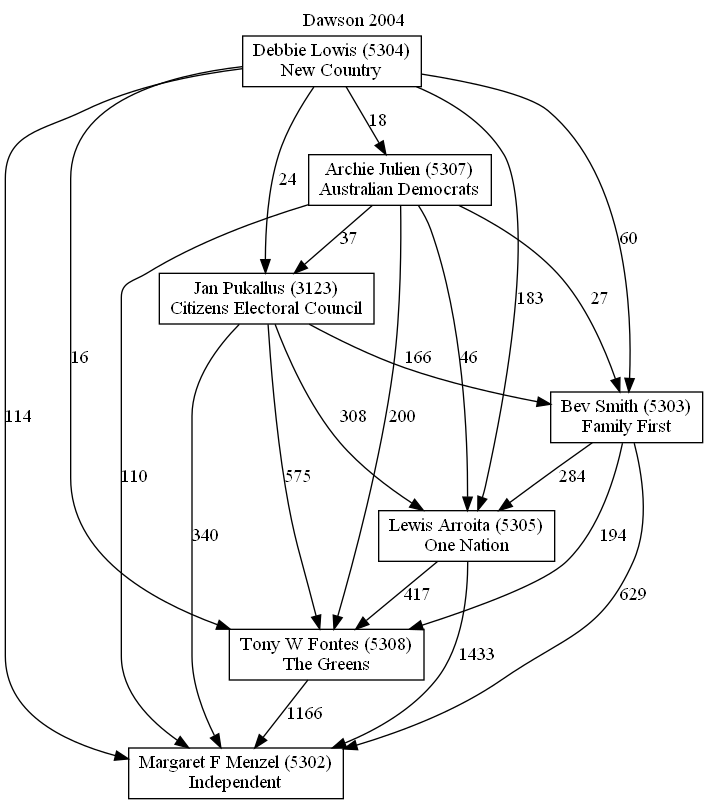 Dawson 2004
Debbie Lowis (5304)
New Country
18
Archie Julien (5307)
Australian Democrats
24
37
60
Jan Pukallus (3123)
Citizens Electoral Council
183
27
16
166
46
Bev Smith (5303)
Family First
114
308
200
110
575
284
Lewis Arroita (5305)
One Nation
340
194
417
629
Tony W Fontes (5308)
The Greens
1433
1166
Margaret F Menzel (5302)
Independent